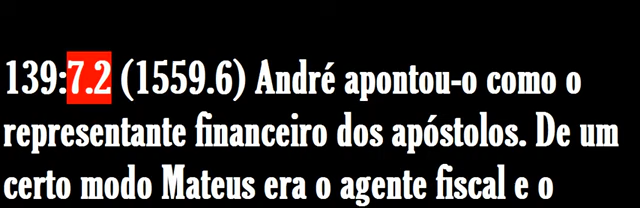 139:7.2 (1559.6) André apontou-o como o
representante financeiro dos apóstolos. De um
certo modo Mateus era o agente fiscal e o